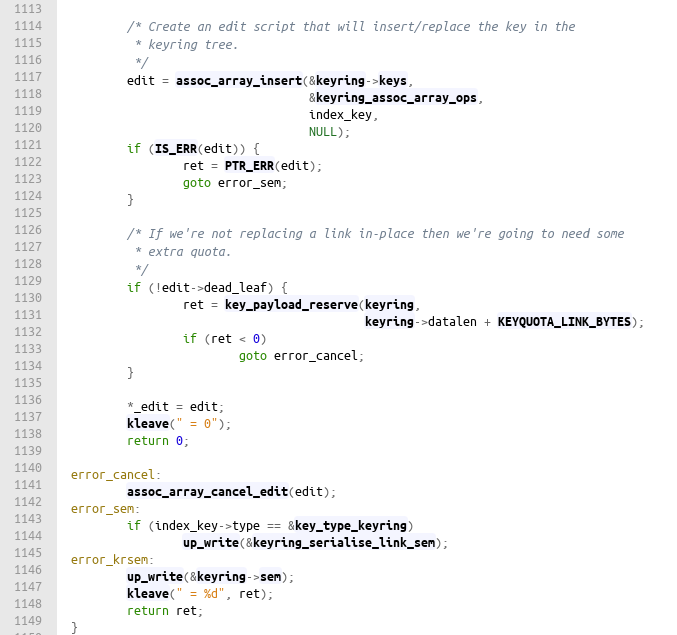 1113
1114 /* Create an edit script that will insert/replace the key in the
1115 * keyring tree.
1116 */
1117 edit = assoc_array_insert(&keyring->keys,
1118 &keyring_assoc_array_ops,
1119 index_key,
1120 NULL);
1121 if (IS_ERR(edit)) {
1122 ret = PTR_ERR(edit);
1123 goto error_sem;
1124 }
1125
1126 /* If we're not replacing a link in-place then we're going to need some
1127 * extra quota.
1128 */
1129 if (!edit->dead_leaf) {
1130 ret = key_payload_reserve(keyring,
1131 keyring->datalen + KEYQUOTA_LINK_BYTES);
1132 if (ret < 0)
1133 goto error_cancel;
1134 }
1135
1136 *_edit = edit;
1137 kleave(" = 0");
1138 return 0;
1139
1140 error_cancel:
1141 assoc_array_cancel_edit(edit);
1142 error_sem:
1143 if (index_key->type == &key_type_keyring)
1144 up_write(&keyring_serialise_link_sem);
1145 error_krsem:
1146 up_write(&keyring->sem);
1147 kleave(" = %d", ret);
1148 return ret;
1149 }